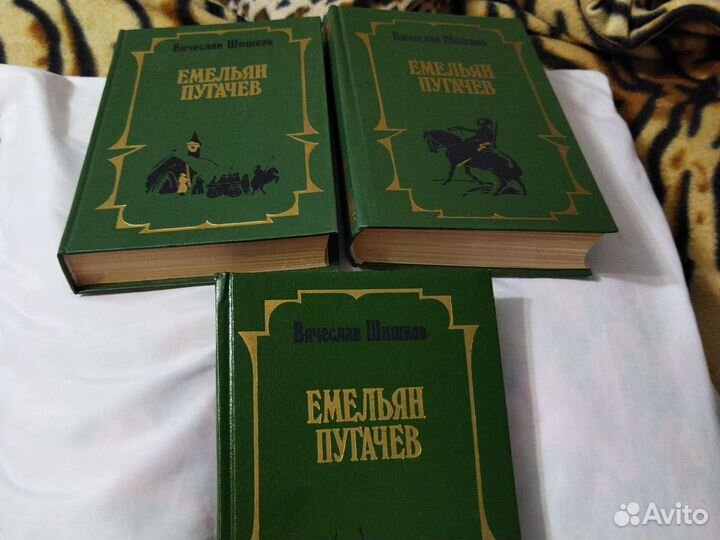 Вячеслав Шишков
ЕМЕЛЬЯН
ПУГАЧЕВ
Вячеслав Шишков
ЕМЕЛЬЯН
ПУГАЧЕВ
Вячеслав Шишков
ЕМЕЛЬЯН
ПУГАЧЕВ
Avito